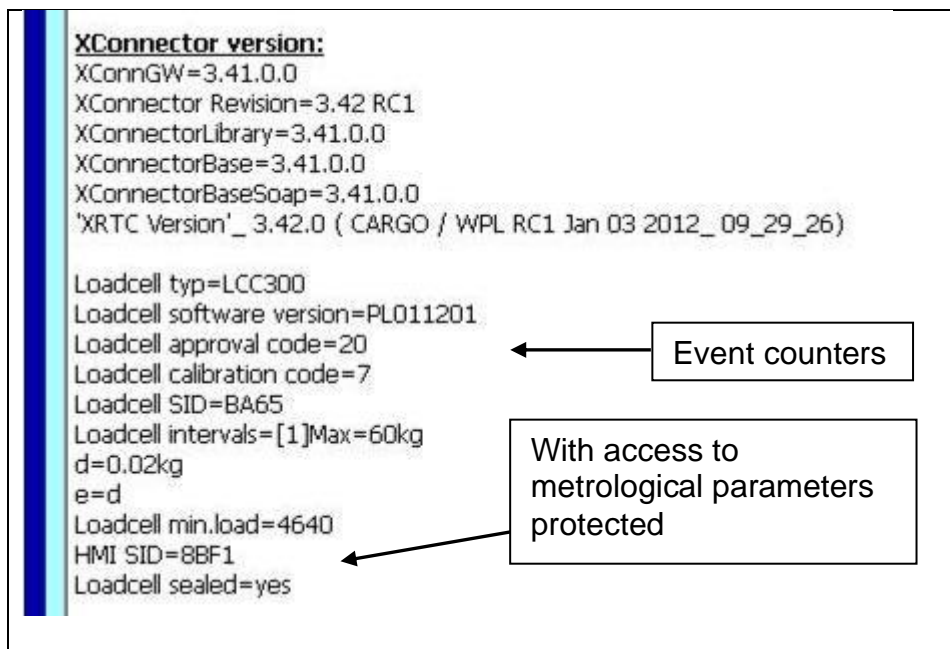 XConnector version:
XConnGW=3.41.0.0
XConnector Revision=3.42 RC1
XConnectorLibrary=3.41.0.0
XConnectorBase=3.41.0.0
XConnectorBaseSoap=3.41.0.0
'XRTC Version'_ 3.42.0 ( CARGO / WPL RC1 Jan 03 2012_ 09_29_26)
Loadcell typ=LCC300
Loadcell software version=PL011201
Loadcell approval code=20
Loadcell calibration code=7
Loadcell SID=BA65
Loadcell intervals=[1]Max=60kg
d=0.02kg
e=d
Loadcell min.load=4640
HMI SID=8BF1
Loadcell sealed=yes
Event counters
With access to
metrological parameters
protected